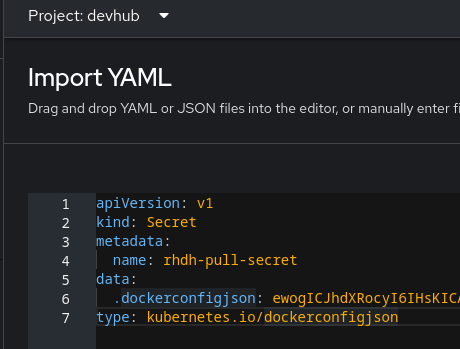 Project: devhub
Import YAML
Drag and drop YAML or JSON files into the editor, or manually enter
1 apiVersion: v1
2 kind: Secret
3 metadata:
4 name: rhdh-pull-secret
5 data:
6 .dockerconfigjson: ewogICJhdXRocyI6IHsKIC
7 type: kubernetes.io/dockerconfigjson